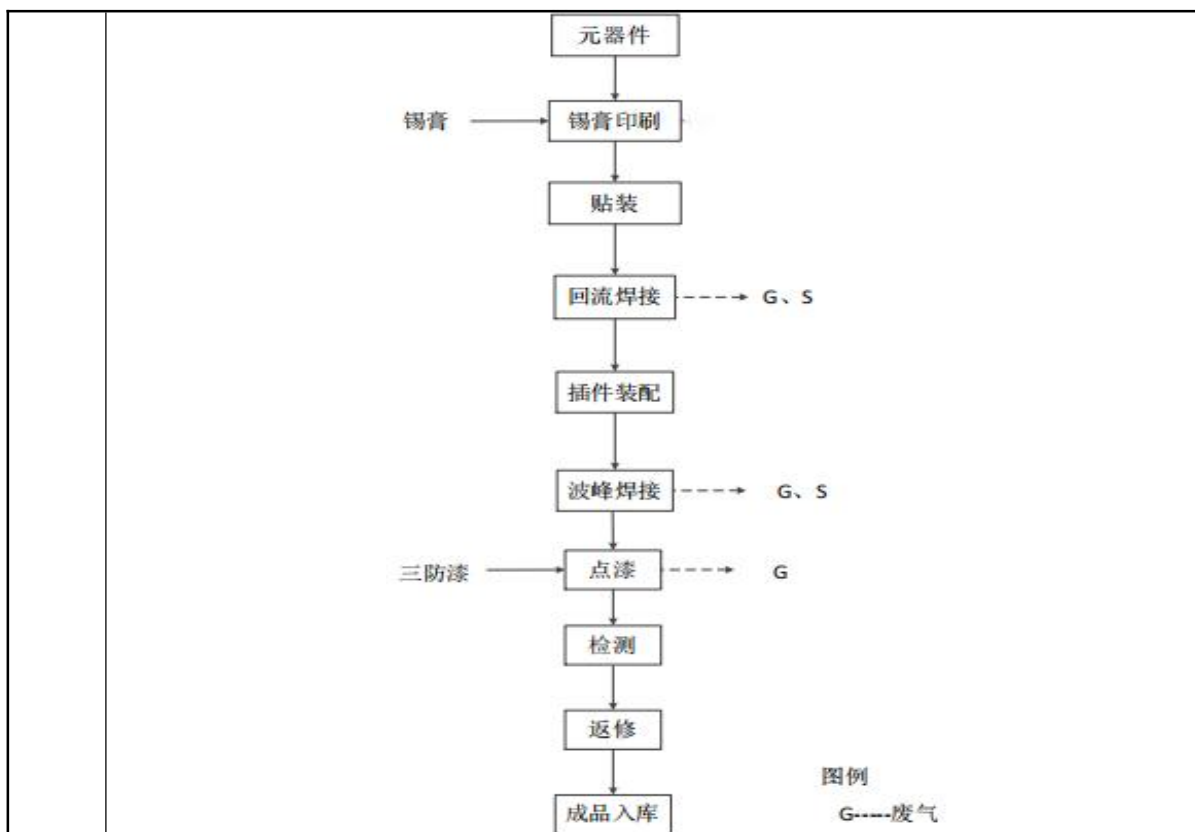 元器件
锡膏
锡膏印刷
贴装
回流焊接
G、S
插件装配
波峰焊接
G、S
三防漆
点漆
G
检测
返修
图例
成品入库
G-----废气